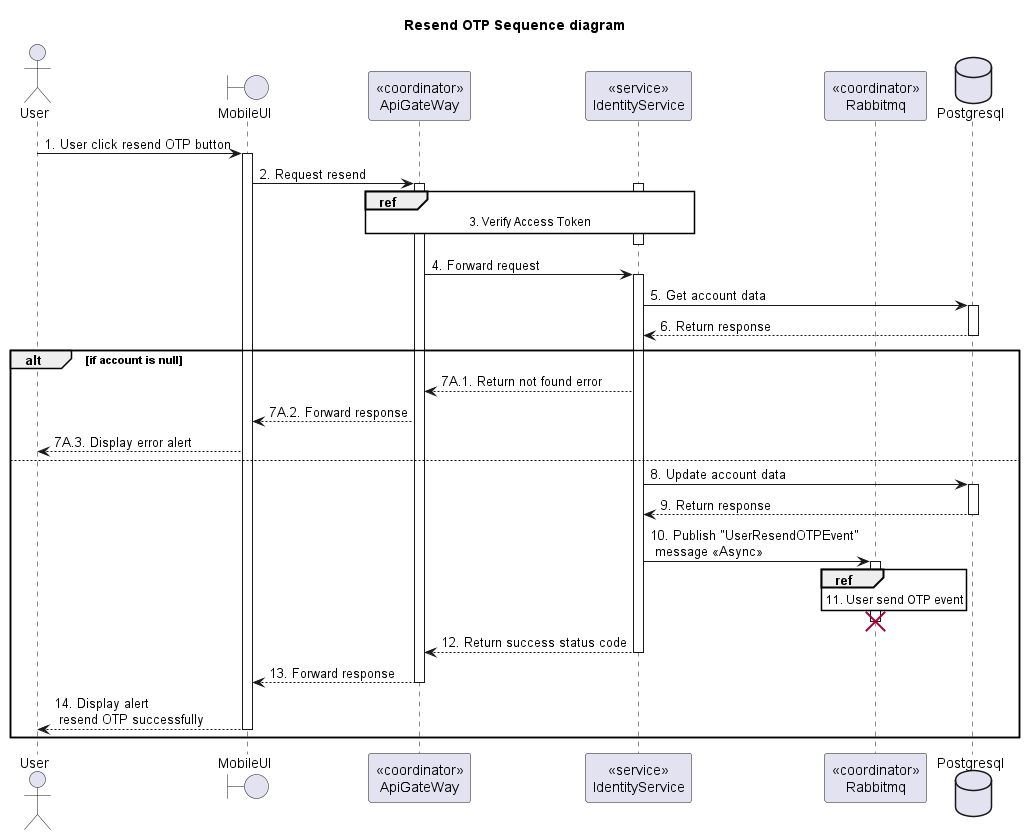 Resend OTP Sequence diagram
User
MobileUI
«coordinator»
ApiGateWay
«service»
IdentityService
«coordinator»
Rabbitmq
Postgresql
1. User click resend OTP button
2. Request resend
ref
3. Verify Access Token
4. Forward request
5. Get account data
6. Return response
alt [if account is null]
7A.1. Return not found error
7A.2. Forward response
7A.3. Display error alert
8. Update account data
9. Return response
10. Publish "UserResendOTPEvent"
message «Async»
ref
11. User send OTP event
12. Return success status code
13. Forward response
14. Display alert
resend OTP successfully
User
MobileUI
«coordinator»
ApiGateWay
«service»
IdentityService
«coordinator»
Rabbitmq
Postgresql